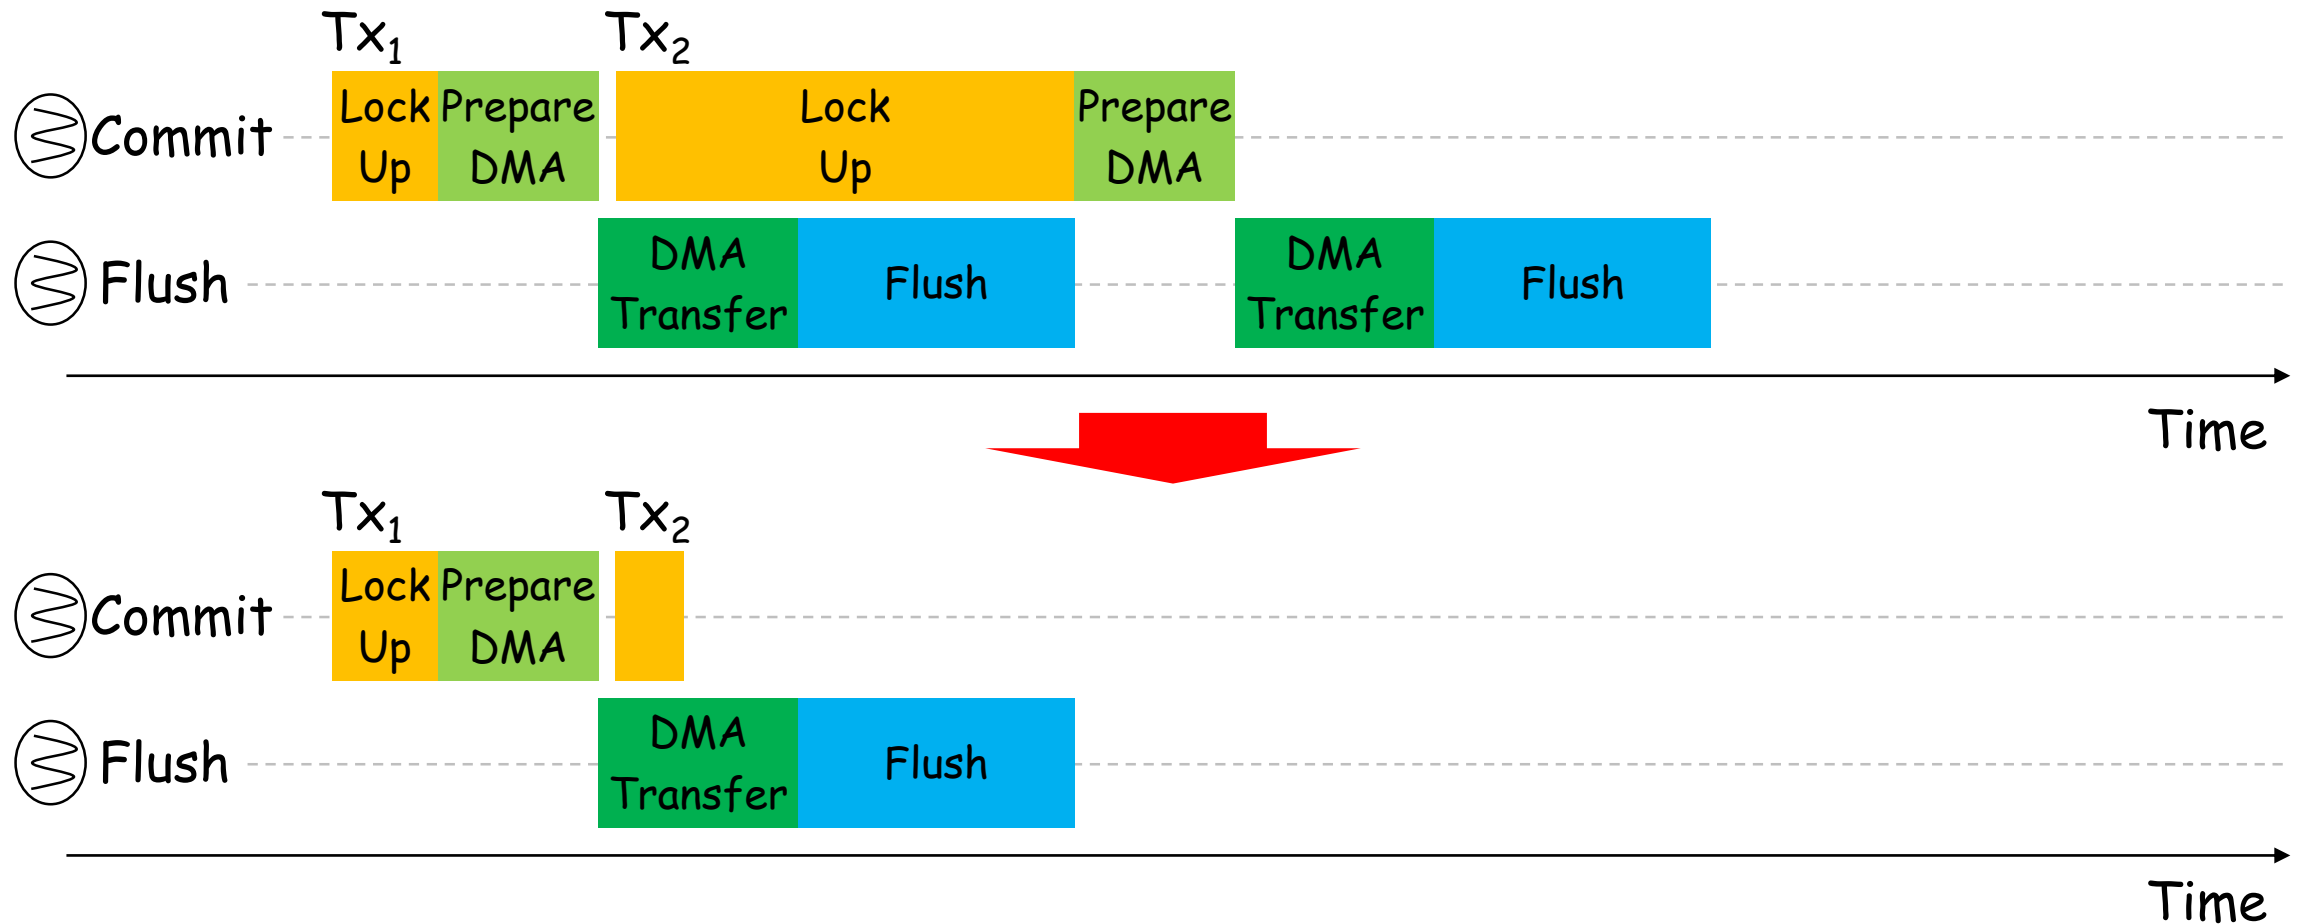 Tx1 Tx2
Commit
Lock Up
Prepare DMA
Lock Up
Prepare DMA
Flush
DMA Transfer
Flush
DMA Transfer
Flush
Time
Tx1 Tx2
Commit
Lock Up
Prepare DMA
Flush
DMA Transfer
Flush
Time